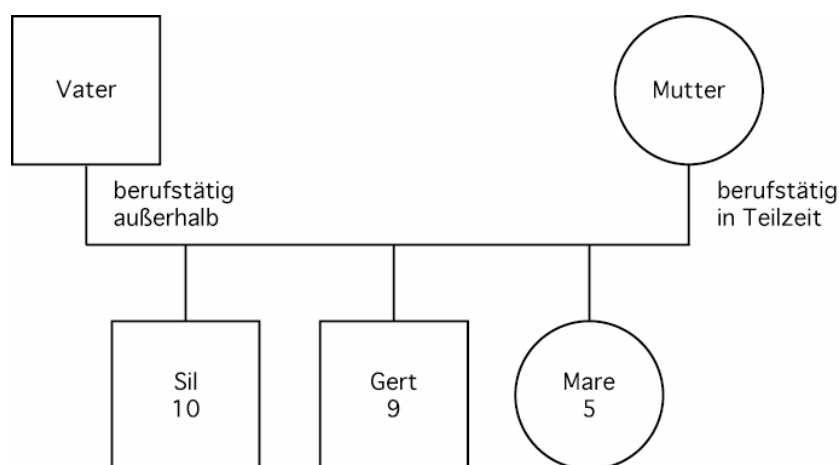 Vater
Mutter
berufstätig
außerhalb
berufstätig
in Teilzeit
Sil
10
Gert
9
Mare
5